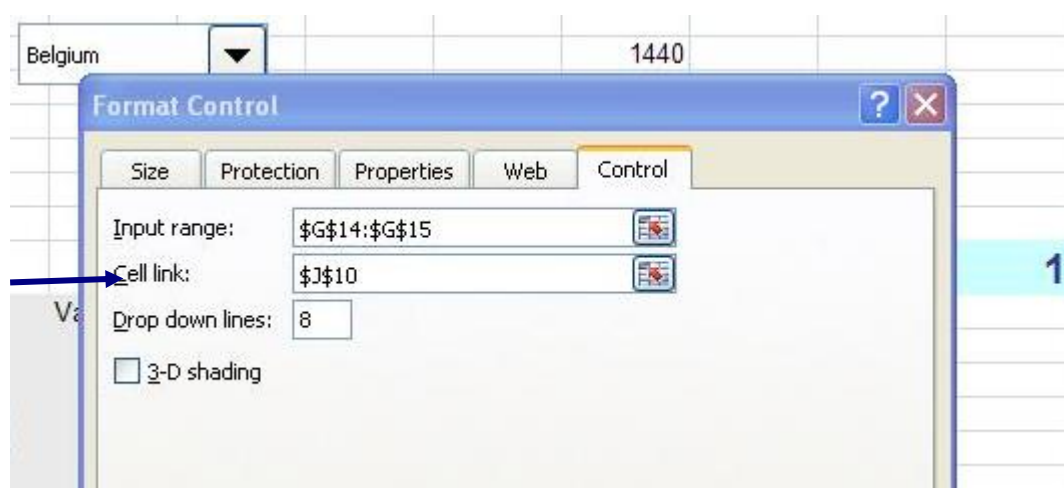 Belgium 1440
Format Control
Size Protection Properties Web Control
Input range: $G$14:$G$15
Cell link: $J$10
1
Drop down lines: 8
3-D shading